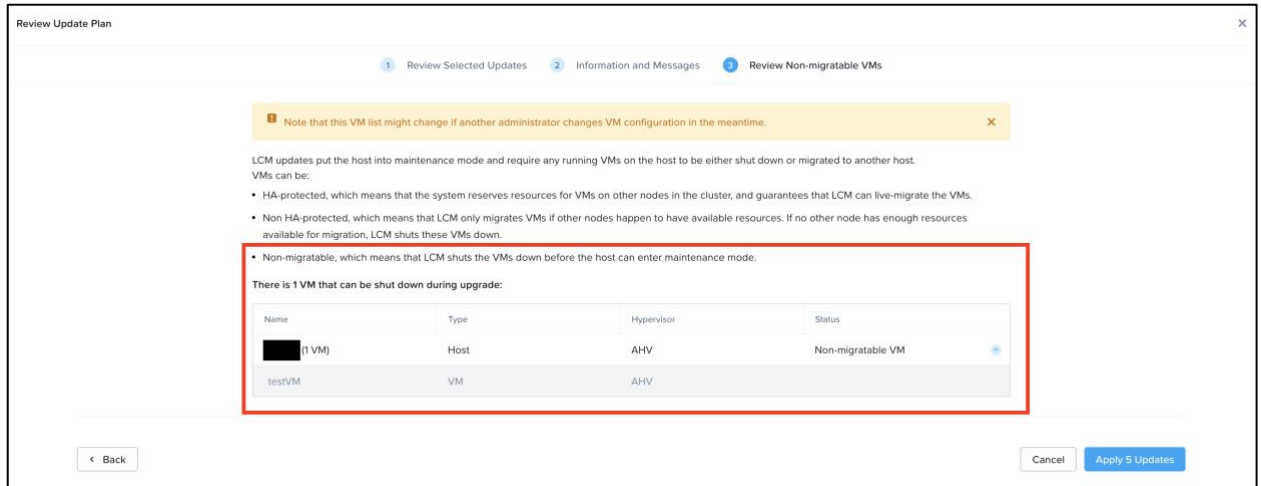 Review Update Plan
1 Review Selected Updates 2 Information and Messages 3 Review Non-migratable VMs
Note that this VM list might change if another administrator changes VM configuration in the meantime.
LCM updates put the host into maintenance mode and require any running VMs on the host to be either shut down or migrated to another host.
VMs can be:
• HA-protected, which means that the system reserves resources for VMs on other nodes in the cluster, and guarantees that LCM can live-migrate the VMs.
• Non HA-protected, which means that LCM only migrates VMs if other nodes happen to have available resources. If no other node has enough resources
available for migration, LCM shuts these VMs down.
• Non-migratable, which means that LCM shuts the VMs down before the host can enter maintenance mode.
There is 1 VM that can be shut down during upgrade:
Name Type Hypervisor Status
(1 VM) Host AHV Non-migratable VM
testVM VM AHV
Back Cancel Apply 5 Updates